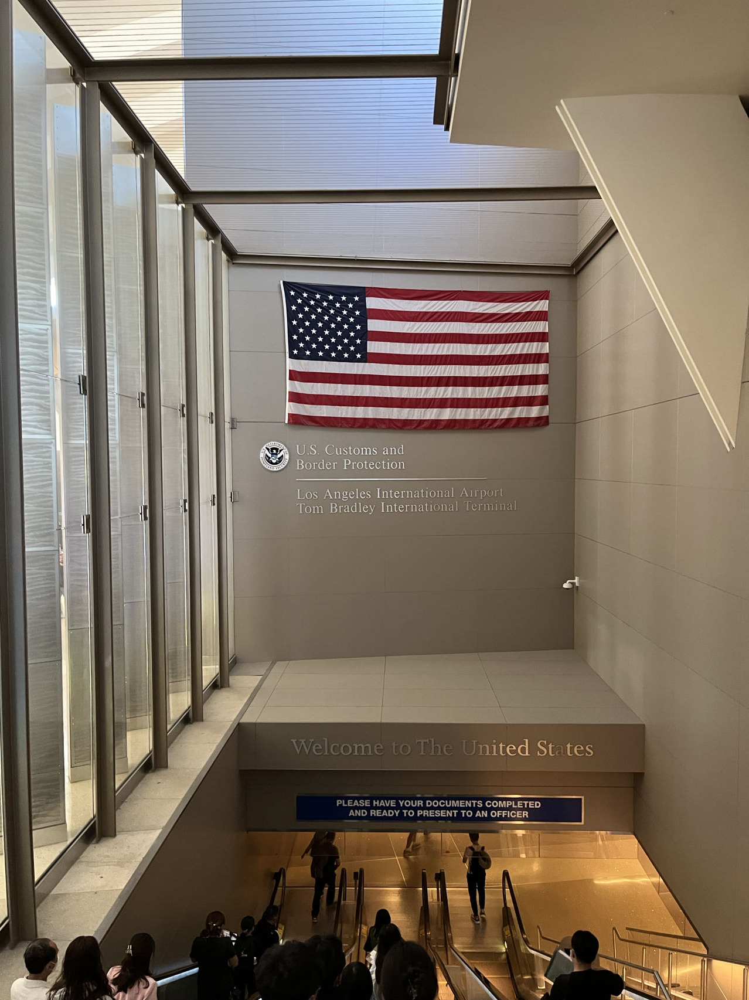 U.S. Customs and
Border Protection
Los Angeles International Airport
Tom Bradley International Terminal
Welcome to The United States
PLEASE HAVE YOUR DOCUMENTS COMPLETED
AND READY TO PRESENT TO AN OFFICER